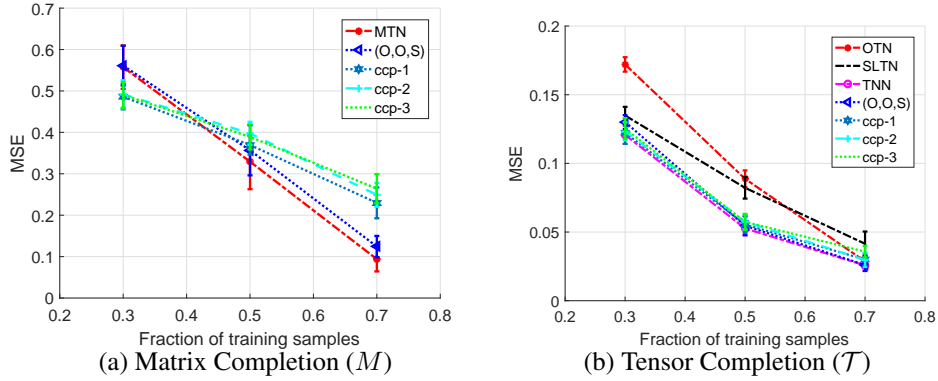 0.7
0.6
0.5
0.4
0.3
0.2
0.1
0
MSE
0.2 0.3 0.4 0.5 0.6 0.7 0.8
Fraction of training samples
MTN
(O,O,S)
ccp-1
ccp-2
ccp-3
(a) Matrix Completion (M)
0.2
0.15
0.1
0.05
0
MSE
0.2 0.3 0.4 0.5 0.6 0.7 0.8
Fraction of training samples
OTN
SLTN
TNN
(O,O,S)
ccp-1
ccp-2
ccp-3
(b) Tensor Completion (𝒯)